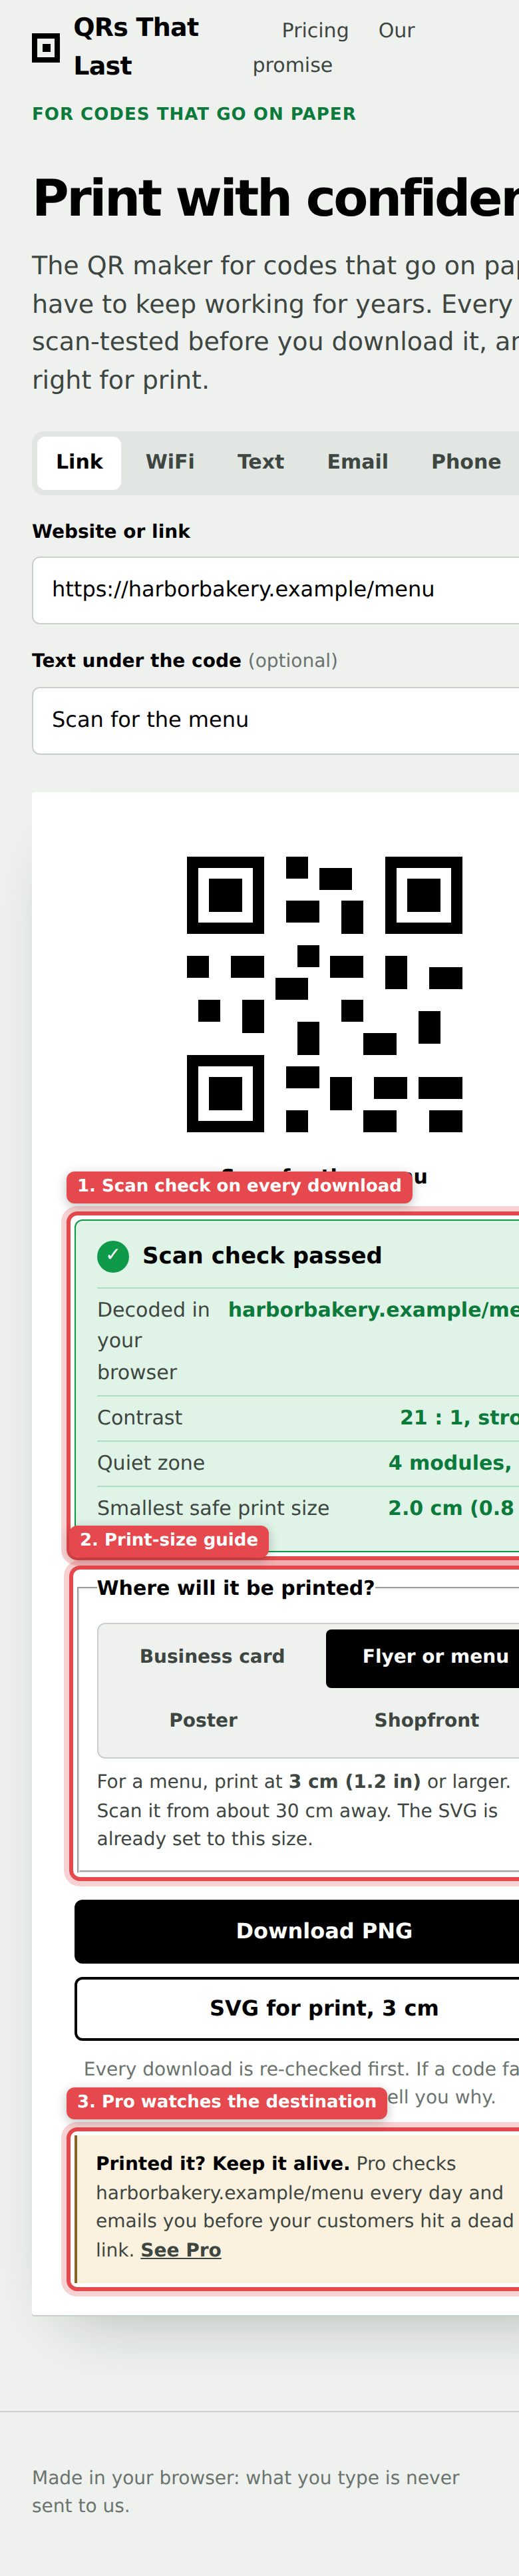 QRs That
Last
Pricing Our
promise
FOR CODES THAT GO ON PAPER
Print with confiden
The QR maker for codes that go on pap
have to keep working for years. Every
scan-tested before you download it, an
right for print.
Link WiFi Text Email Phone
Website or link
https://harborbakery.example/menu
Text under the code (optional)
Scan for the menu
1. Scan check on every download
✓ Scan check passed
Decoded in harborbakery.example/me
your
browser
Contrast 21 : 1, stro
Quiet zone 4 modules,
Smallest safe print size 2.0 cm (0.8
2. Print-size guide
Where will it be printed?
Business card Flyer or menu
Poster Shopfront
For a menu, print at 3 cm (1.2 in) or larger.
Scan it from about 30 cm away. The SVG is
already set to this size.
Download PNG
SVG for print, 3 cm
Every download is re-checked first. If a code fa
3. Pro watches the destination
ell you why.
Printed it? Keep it alive. Pro checks
harborbakery.example/menu every day and
emails you before your customers hit a dead
link. See Pro
Made in your browser: what you type is never
sent to us.